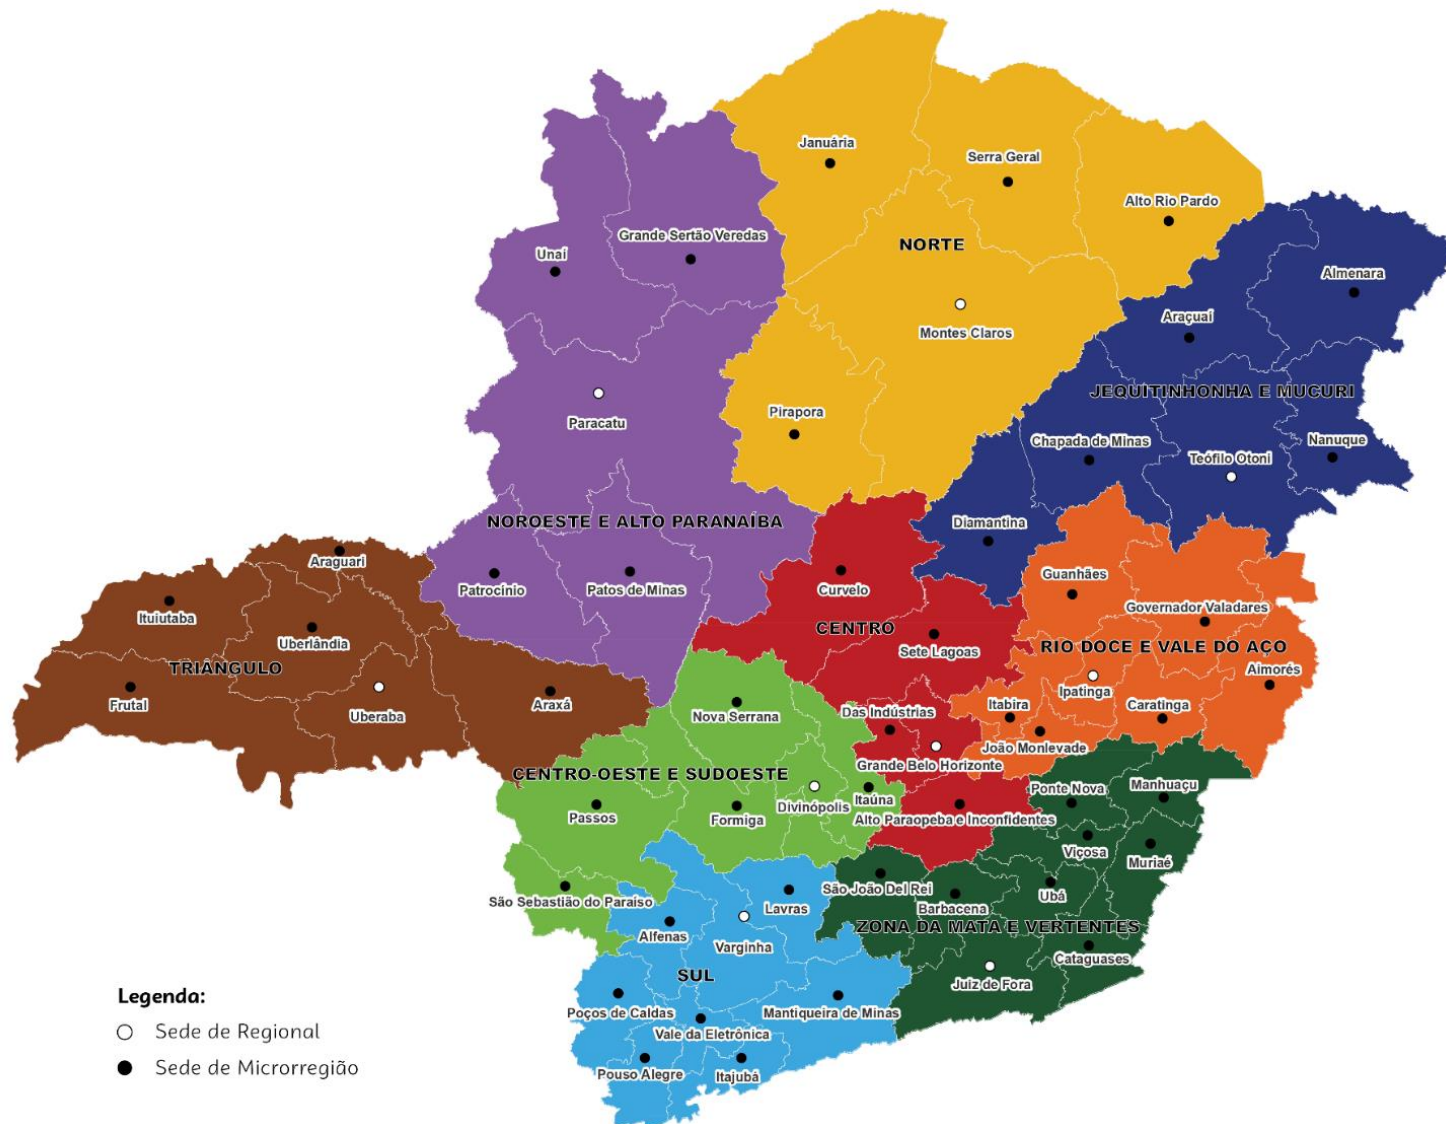 Januária
Serra Geral
Alto Rio Pardo
Grande Sertão Veredas
NORTE
Unaí
Almenara
Araçuaí
Montes Claros
JEQUITINHONHA E MUCURI
Pirapora
Paracatu
Chapada de Minas
Nanuque
Teófilo Otoni
NOROESTE E ALTO PARANAÍBA
Diamantina
Araguari
Curvelo
Guanhães
Patrocínio
Patos de Minas
Governador Valadares
Ituiutaba
CENTRO
Uberlândia
Sete Lagoas
RIO DOCE E VALE DO AÇO
TRIÂNGULO
Aimorés
Ipatinga
Frutal
Uberaba
Araxá
Nova Serrana
Das Indústrias
Itabira
Caratinga
João Monlevade
Grande Belo Horizonte
CENTRO-OESTE E SUDOESTE
Manhuaçu
Ponte Nova
Itaúna
Divinópolis
Passos
Formiga
Alto Paraopeba e Inconfidentes
Viçosa
Muriaé
São João Del Rei
Ubá
São Sebastião do Paraíso
Lavras
Barbacena
ZONA DA MATA E VERTENTES
Alfenas
Varginha
Cataguases
SUL
Juiz de Fora
Poços de Caldas
Mantiqueira de Minas
Vale da Eletrônica
Pouso Alegre
Itajubá
Legenda:
Sede de Regional
Sede de Microrregião